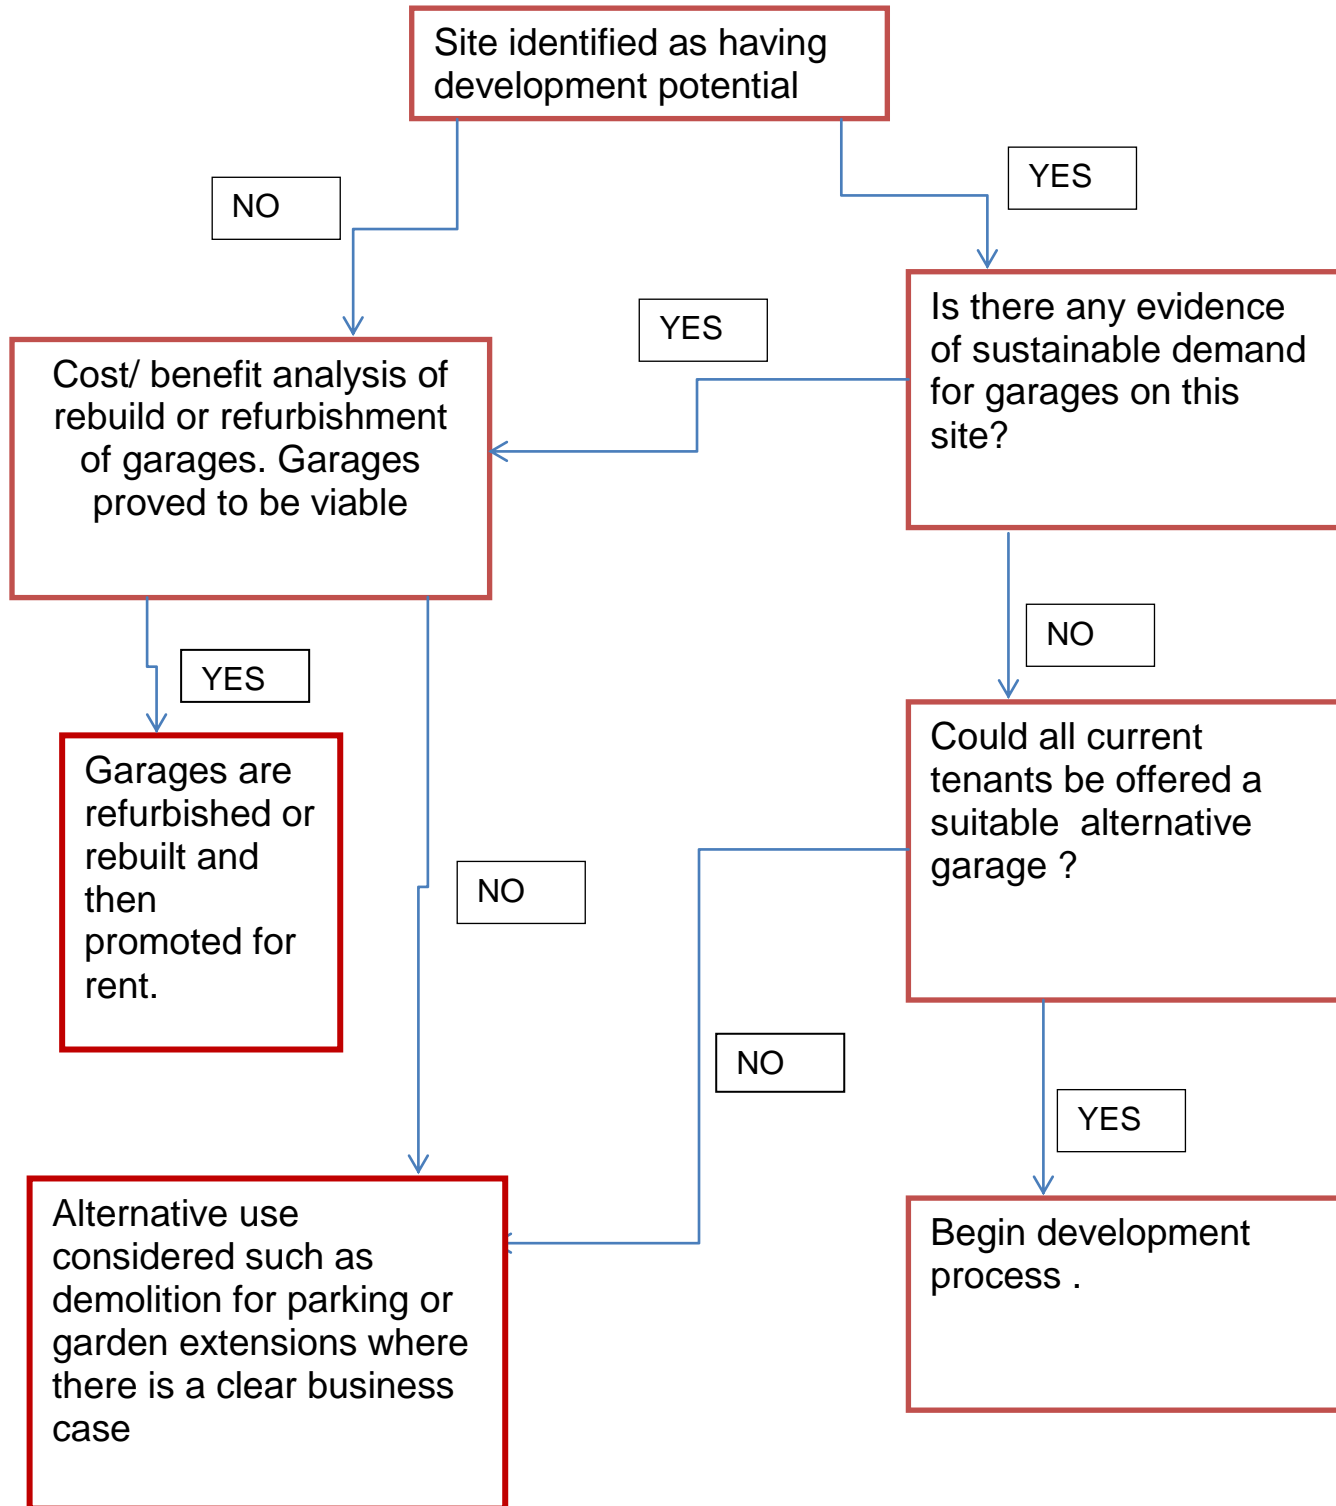 Site identified as having
development potential
NO
YES
YES
Is there any evidence
of sustainable demand
for garages on this
site?
Cost/ benefit analysis of
rebuild or refurbishment
of garages. Garages
proved to be viable
NO
YES
Could all current
tenants be offered a
suitable  alternative
garage ?
Garages are
refurbished or
rebuilt and
then
promoted for
rent.
NO
NO
YES
Alternative use
considered such as
demolition for parking or
garden extensions where
there is a clear business
case
Begin development
process .